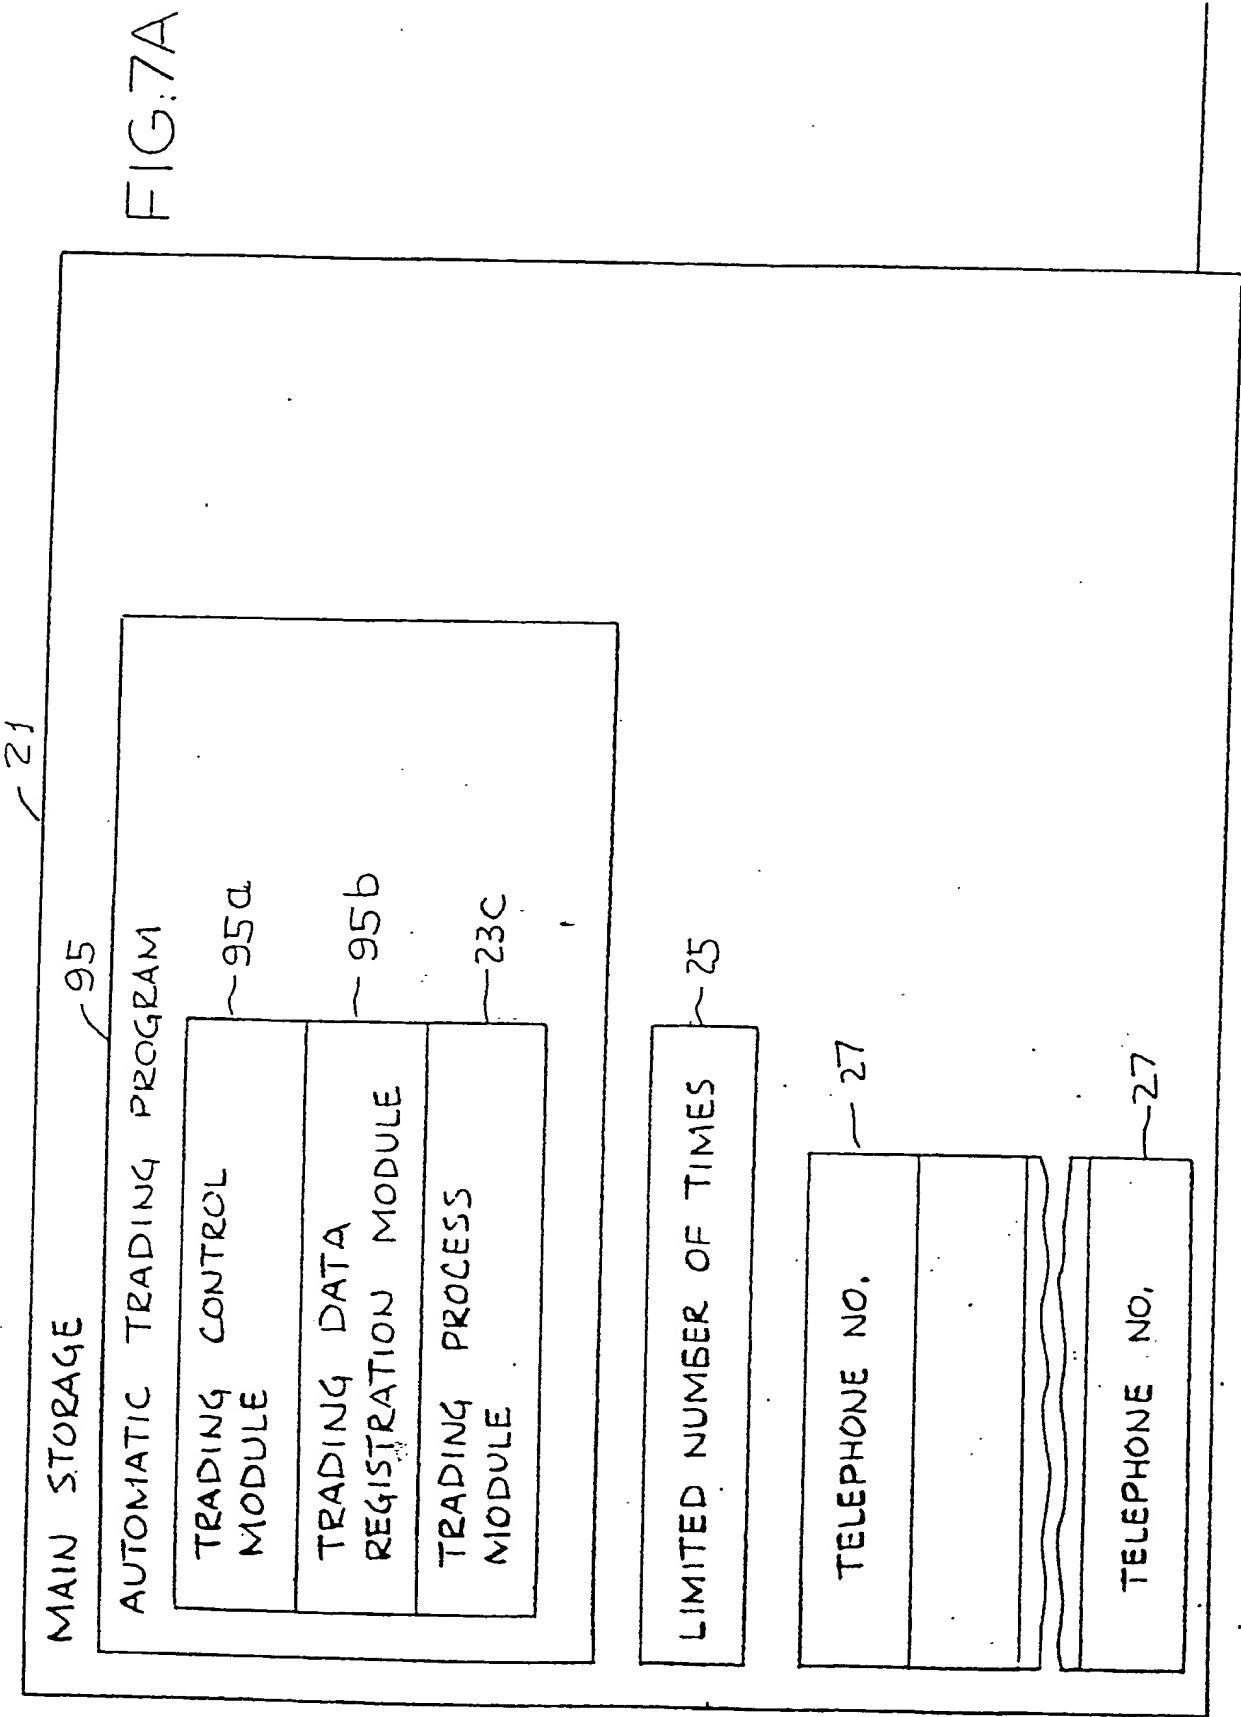 FIG.7A
21
MAIN STORAGE
95
AUTOMATIC TRADING PROGRAM
TRADING CONTROL
MODULE
95a
TRADING DATA
REGISTRATION MODULE
95b
TRADING PROCESS
MODULE
23C
LIMITED NUMBER OF TIMES
25
TELEPHONE NO.
27
TELEPHONE NO.
27